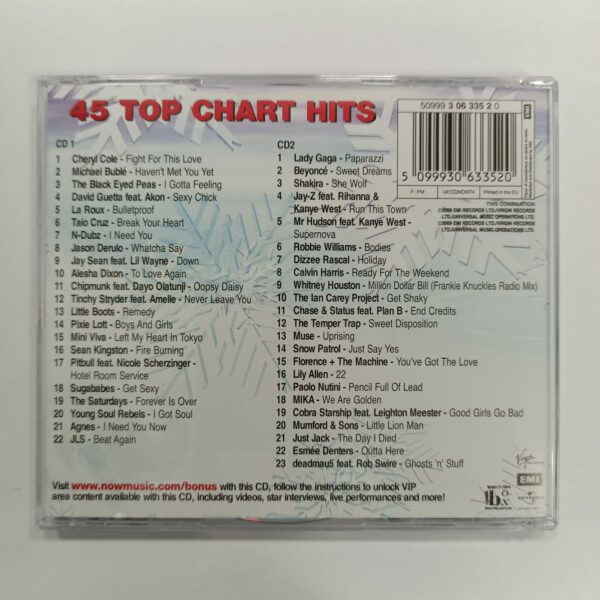 45 TOP CHART HITS
50999 3 06 335 2 0
5 099930 633520
F: PM
UK:CDNOW74
Printed in the EU
THIS COMPILATION
CD 1
1 Cheryl Cole - Fight For This Love
2 Michael Bublé - Haven't Met You Yet
3 The Black Eyed Peas - I Gotta Feeling
4 David Guetta feat. Akon - Sexy Chick
5 La Roux - Bulletproof
6 Taio Cruz - Break Your Heart
7 N-Dubz - I Need You
8 Jason Derulo - Whatcha Say
9 Jay Sean feat. Lil Wayne - Down
10 Alesha Dixon - To Love Again
11 Chipmunk feat. Dayo Olatunji - Oopsy Daisy
12 Tinchy Stryder feat. Amelle - Never Leave You
13 Little Boots - Remedy
14 Pixie Lott - Boys And Girls
15 Mini Viva - Left My Heart In Tokyo
16 Sean Kingston - Fire Burning
17 Pitbull feat. Nicole Scherzinger -
Hotel Room Service
18 Sugababes - Get Sexy
19 The Saturdays - Forever Is Over
20 Young Soul Rebels - I Got Soul
21 Agnes - I Need You Now
22 JLS - Beat Again
CD2
1 Lady Gaga - Paparazzi
2 Beyoncé - Sweet Dreams
3 Shakira - She Wolf
4 Jay-Z feat. Rihanna &
Kanye West - Run This Town
5 Mr Hudson feat. Kanye West -
Supernova
6 Robbie Williams - Bodies
7 Dizzee Rascal - Holiday
8 Calvin Harris - Ready For The Weekend
9 Whitney Houston - Million Dollar Bill (Frankie Knuckles Radio Mix)
10 The Ian Carey Project - Get Shaky
11 Chase & Status feat. Plan B - End Credits
12 The Temper Trap - Sweet Disposition
13 Muse - Uprising
14 Snow Patrol - Just Say Yes
15 Florence + The Machine - You've Got The Love
16 Lily Allen - 22
17 Paolo Nutini - Pencil Full Of Lead
18 MIKA - We Are Golden
19 Cobra Starship feat. Leighton Meester - Good Girls Go Bad
20 Mumford & Sons - Little Lion Man
21 Just Jack - The Day I Died
22 Esmée Denters - Outta Here
23 deadmau5 feat. Rob Swire - Ghosts 'n' Stuff
Visit www.nowmusic.com/bonus with this CD, follow the instructions to unlock VIP
area content available with this CD, including videos, star interviews, live performances and more!
Virgin
EMI